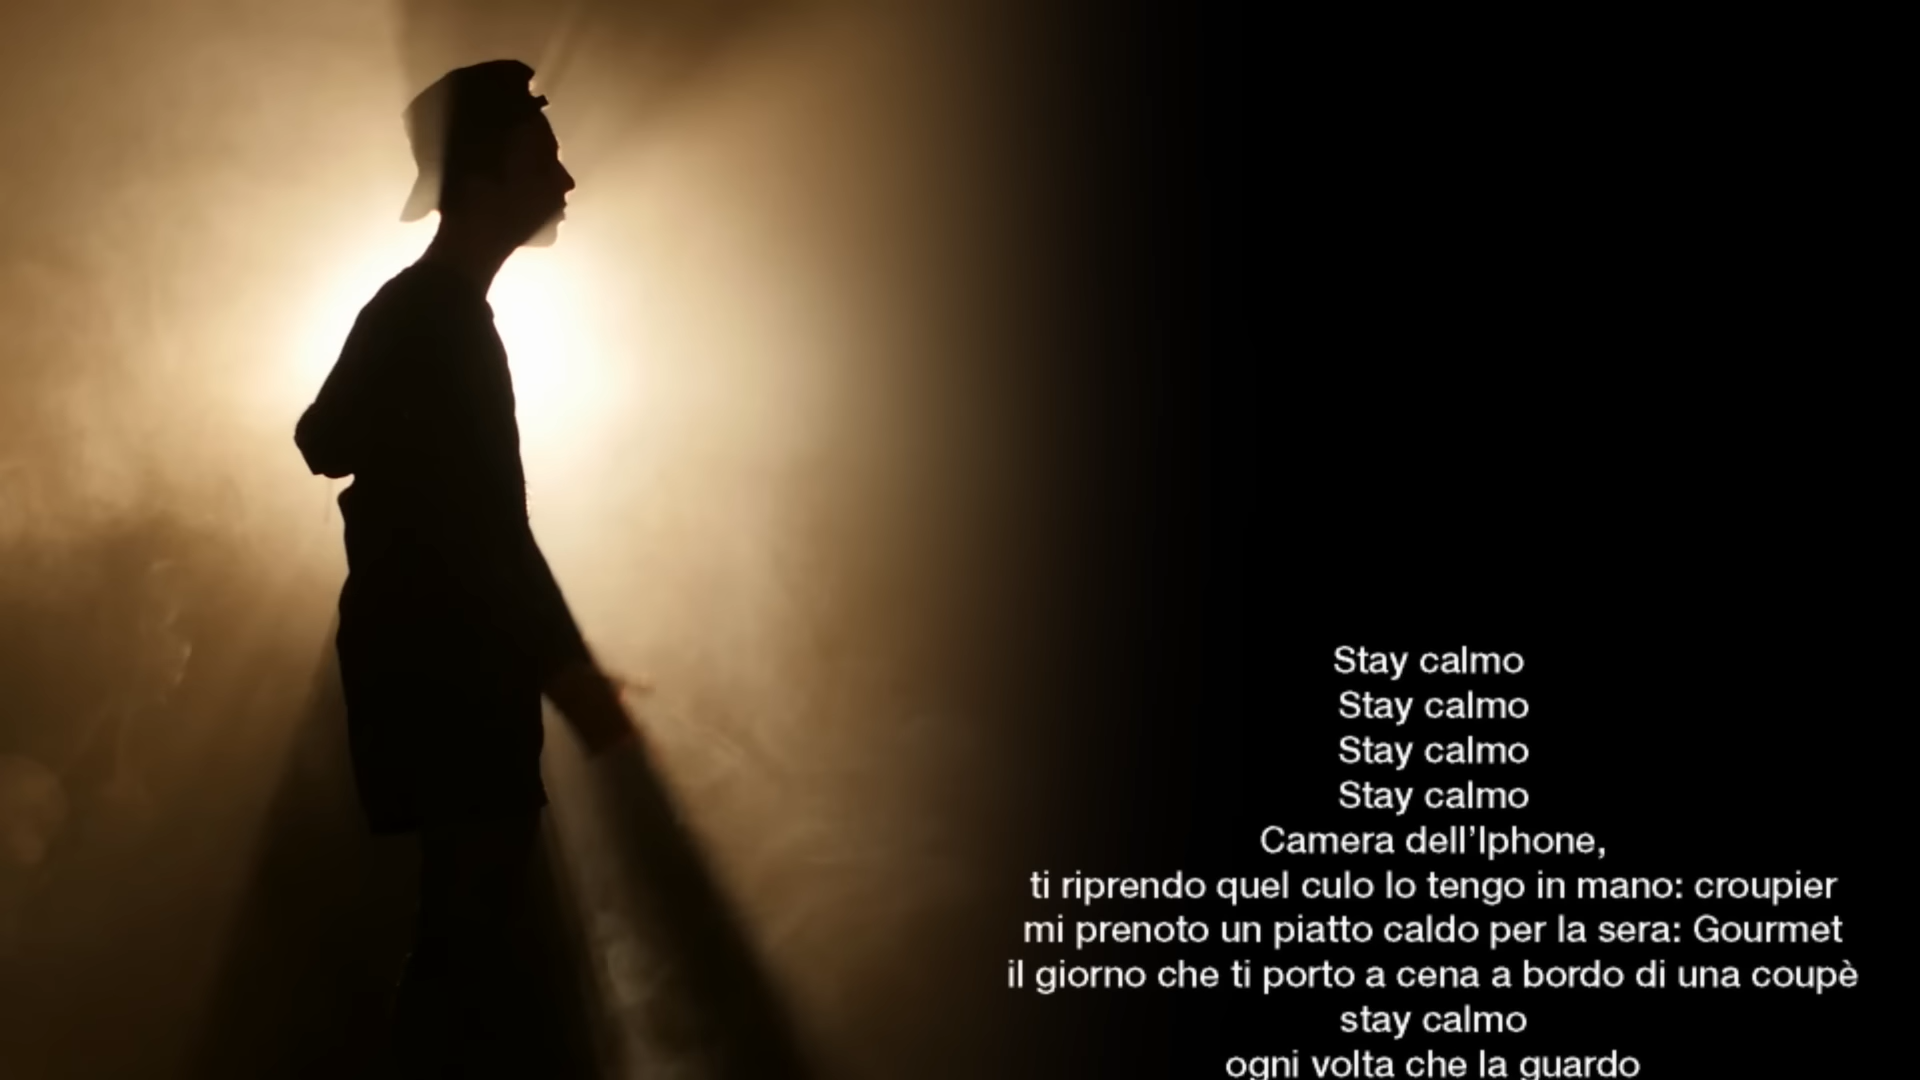 Stay calmo
Stay calmo
Stay calmo
Stay calmo
Camera dell’Iphone,
ti riprendo quel culo lo tengo in mano: croupier
mi prenoto un piatto caldo per la sera: Gourmet
il giorno che ti porto a cena a bordo di una coupè
stay calmo
ogni volta che la guardo